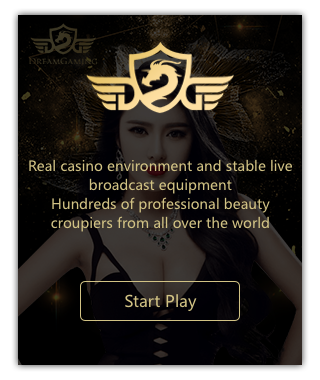 DREAMGAMING
DG
Real casino environment and stable live
broadcast equipment
Hundreds of professional beauty
croupiers from all over the world
Start Play